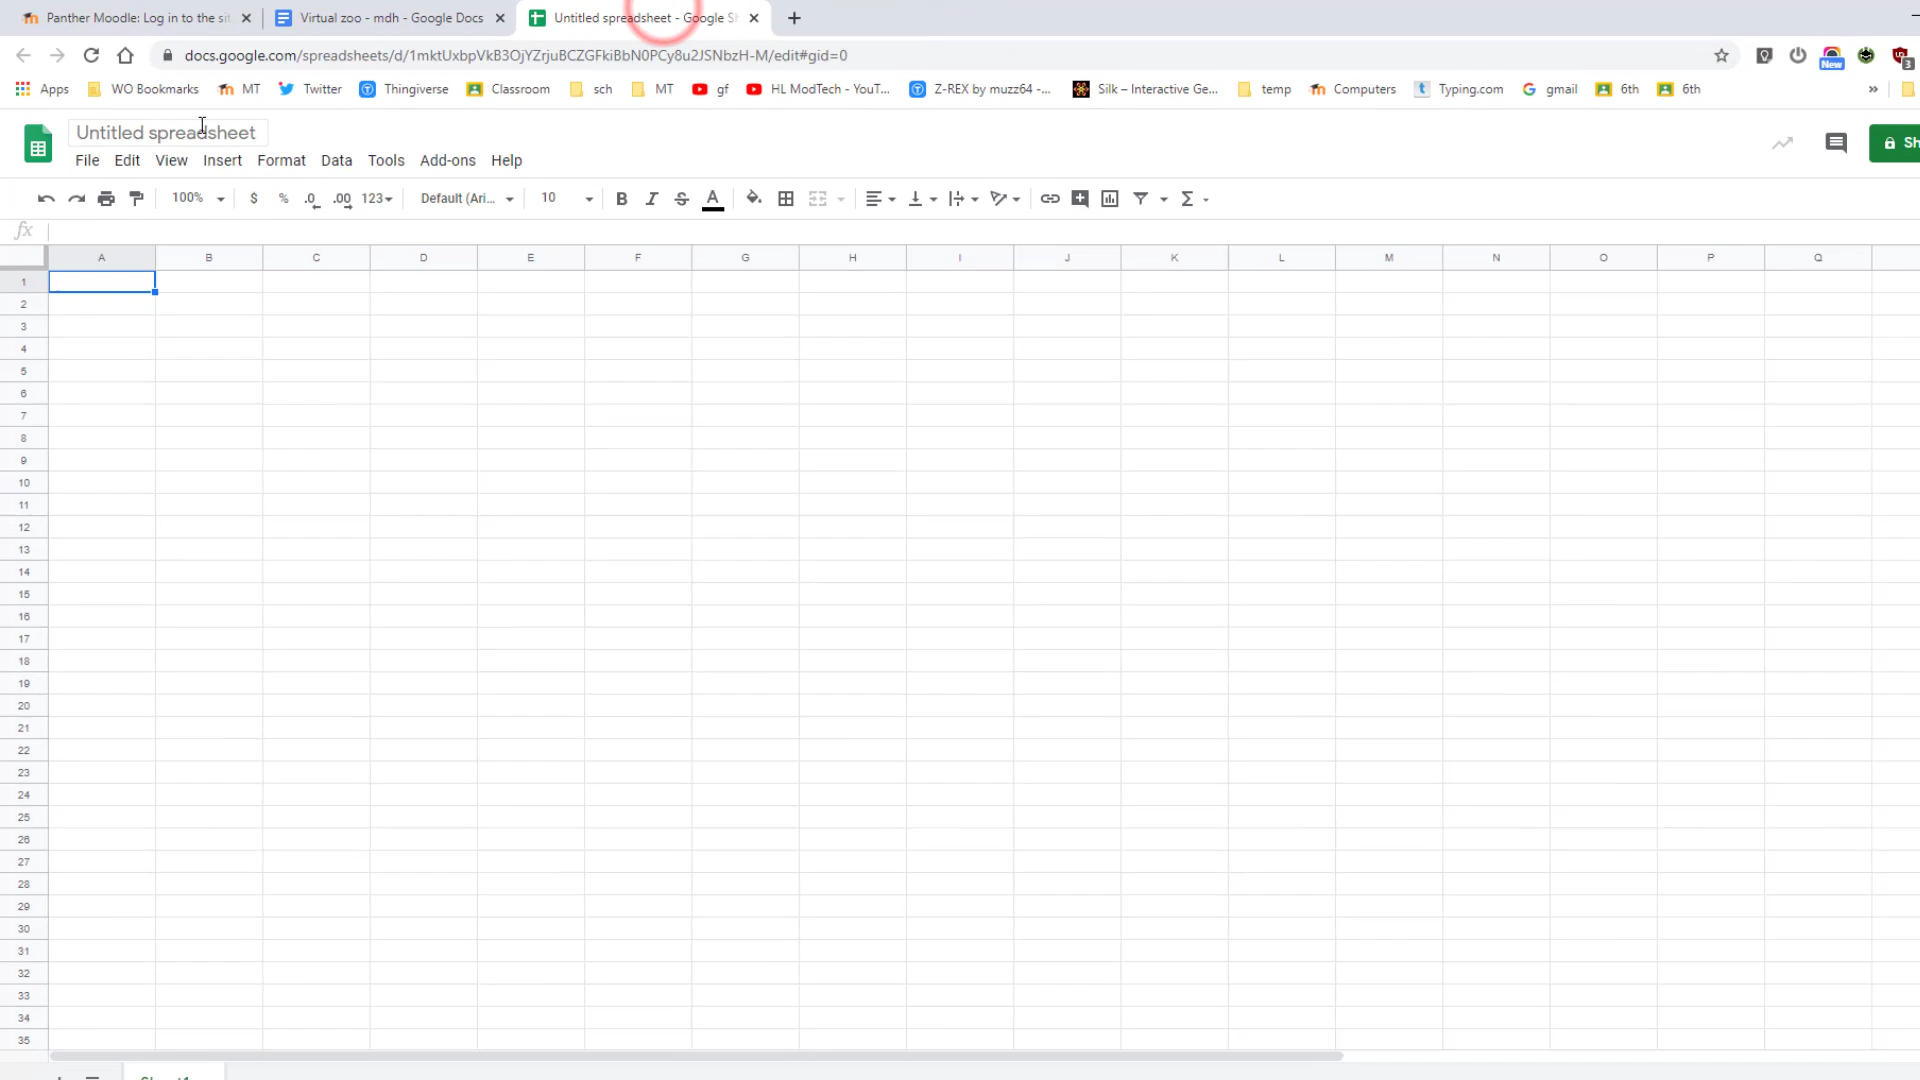 Panther Moodle: Log in to the sit
Virtual zoo - mdh - Google Docs
Untitled spreadsheet - Google Sh
docs.google.com/spreadsheets/d/1mktUxbpVkB3OjYZrjuBCZGFkiBbN0PCy8u2JSNbzH-M/edit#gid=0
New
3
Apps
WO Bookmarks
MT
Twitter
Thingiverse
Classroom
sch
MT
gf
HL ModTech - YouT...
Z-REX by muzz64 -...
Silk – Interactive Ge...
temp
Computers
Typing.com
gmail
6th
6th
»
Untitled spreadsheet
File Edit View Insert Format Data Tools Add-ons Help
Sh
100% $ % .0 .00 123 Default (Ari... 10 B I S A Σ
fx
A B C D E F G H I J K L M N O P Q
1
2
3
4
5
6
7
8
9
10
11
12
13
14
15
16
17
18
19
20
21
22
23
24
25
26
27
28
29
30
31
32
33
34
35
Sheet1